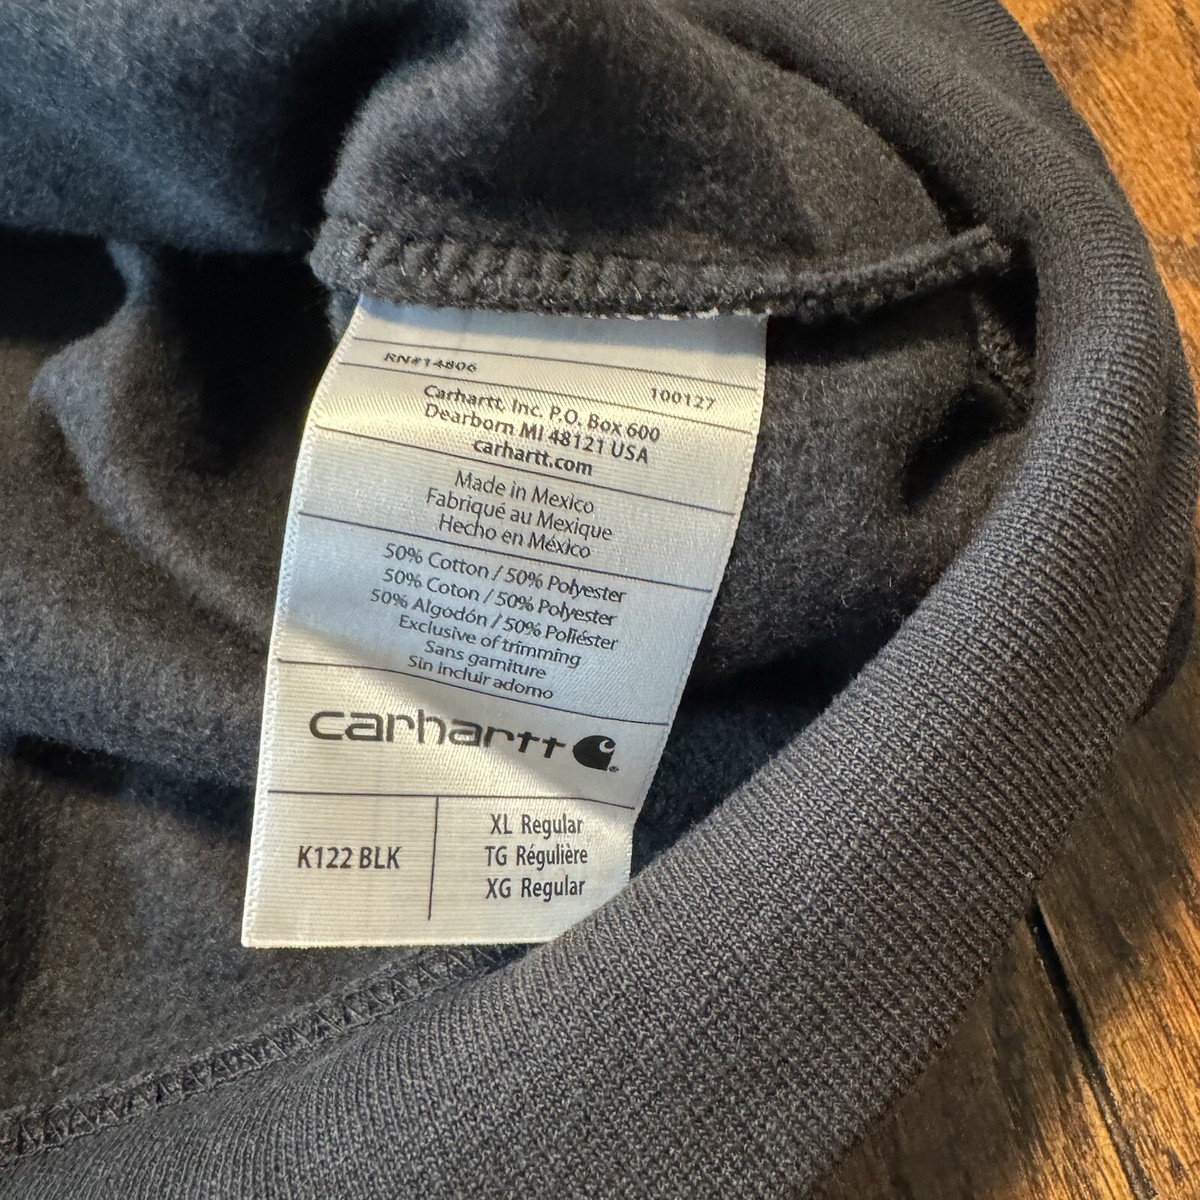 RN#14806
100127
Carhartt, Inc. P.O. Box 600
Dearborn MI 48121 USA
carhartt.com
Made in Mexico
Fabriqué au Mexique
Hecho en México
50% Cotton / 50% Polyester
50% Coton / 50% Polyester
50% Algodón / 50% Poliéster
Exclusive of trimming
Sans garniture
Sin incluir adorno
carhartt
K122 BLK
XL Regular
TG Régulière
XG Regular